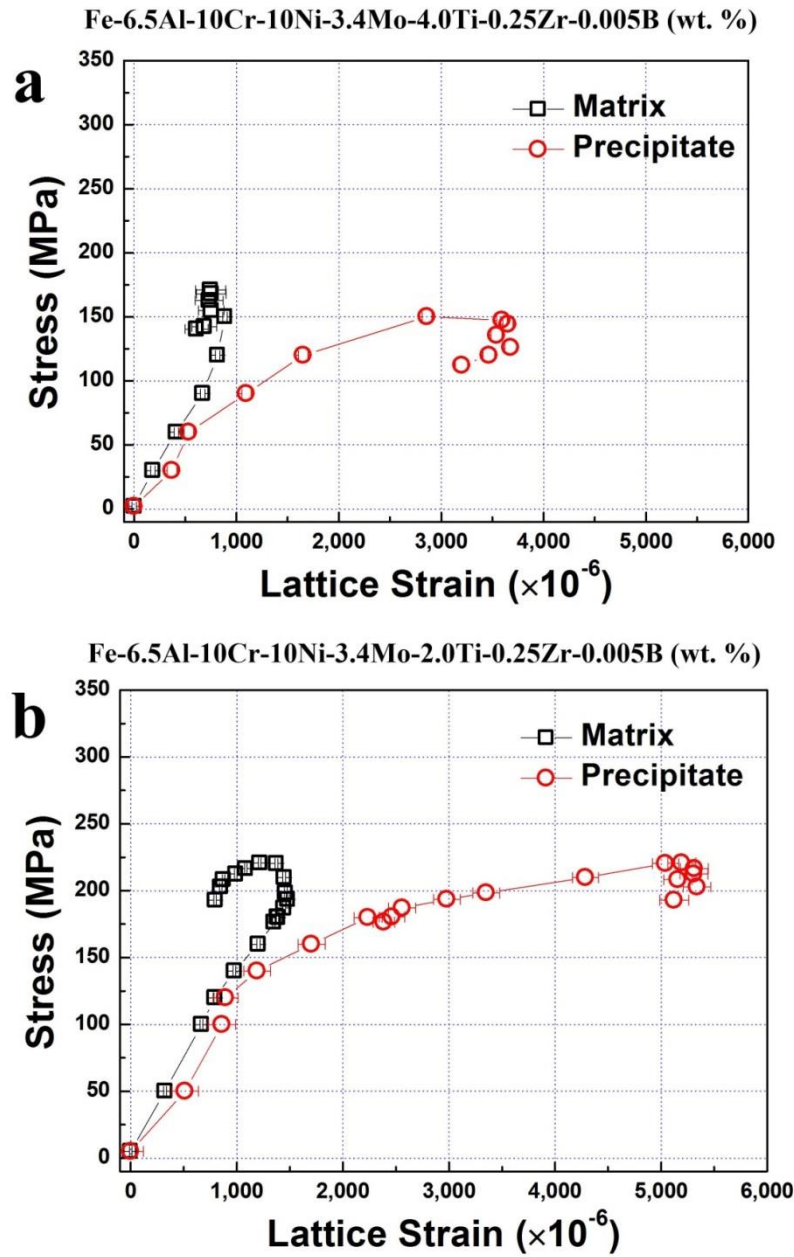 Fe-6.5Al-10Cr-10Ni-3.4Mo-4.0Ti-0.25Zr-0.005B (wt. %)
a
350
300
250
200
150
100
50
0
Stress (MPa)
Matrix
Precipitate
0 1,000 2,000 3,000 4,000 5,000 6,000
Lattice Strain (×10⁻⁶)
Fe-6.5Al-10Cr-10Ni-3.4Mo-2.0Ti-0.25Zr-0.005B (wt. %)
b
350
300
250
200
150
100
50
0
Stress (MPa)
Matrix
Precipitate
0 1,000 2,000 3,000 4,000 5,000 6,000
Lattice Strain (×10⁻⁶)